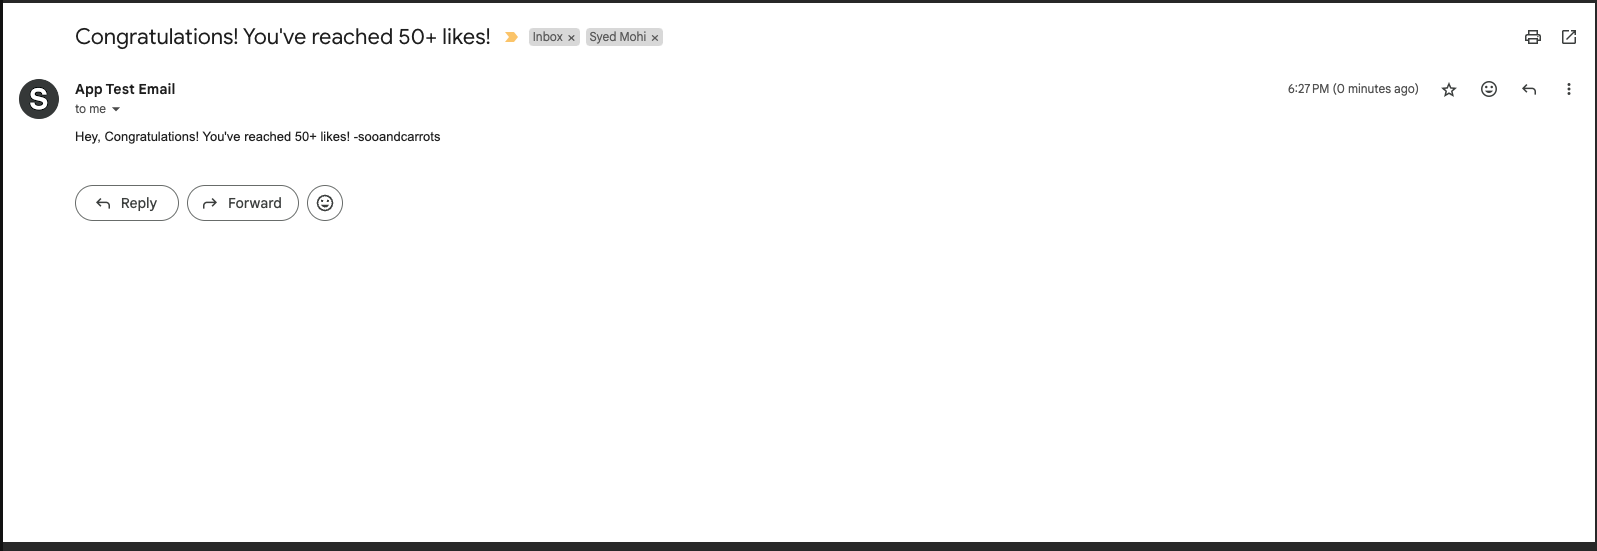 Congratulations! You've reached 50+ likes! Inbox × Syed Mohi ×
S
App Test Email
6:27 PM (0 minutes ago)
to me
Hey, Congratulations! You've reached 50+ likes! -sooandcarrots
Reply Forward